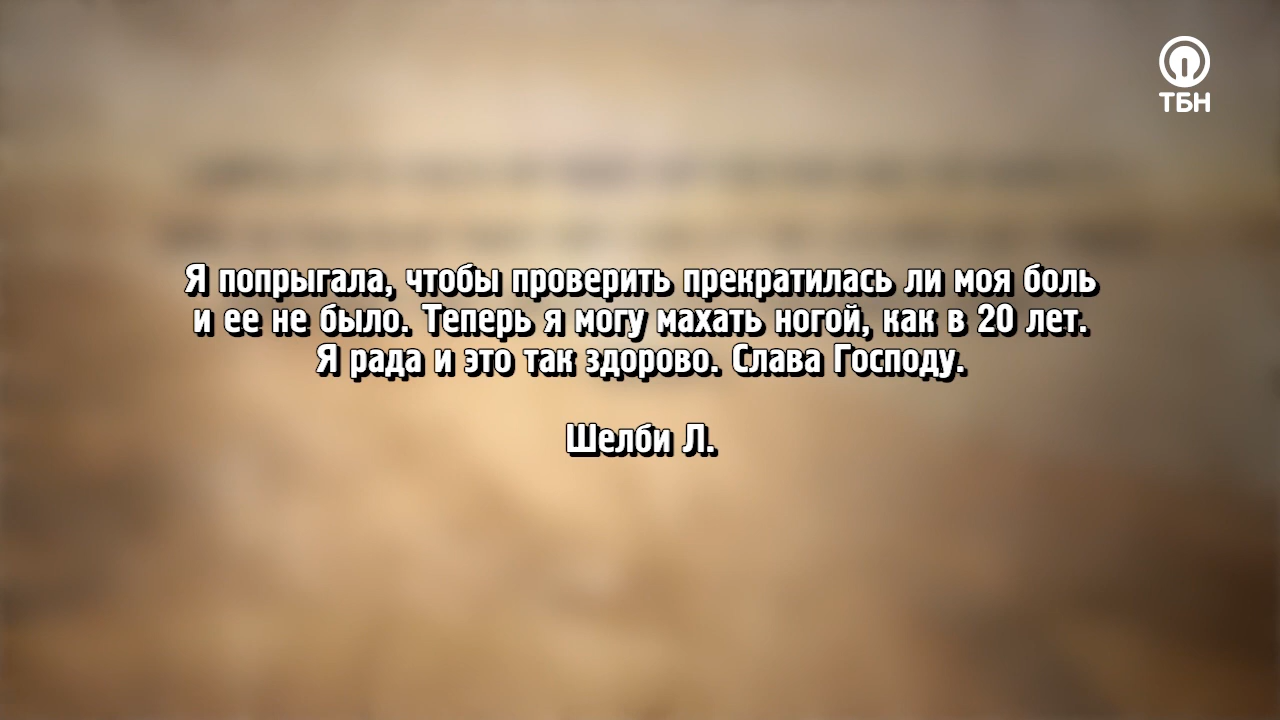 ТБН
Я попрыгала, чтобы проверить прекратилась ли моя боль
и ее не было. Теперь я могу махать ногой, как в 20 лет.
Я рада и это так здорово. Слава Господу.
Шелби Л.